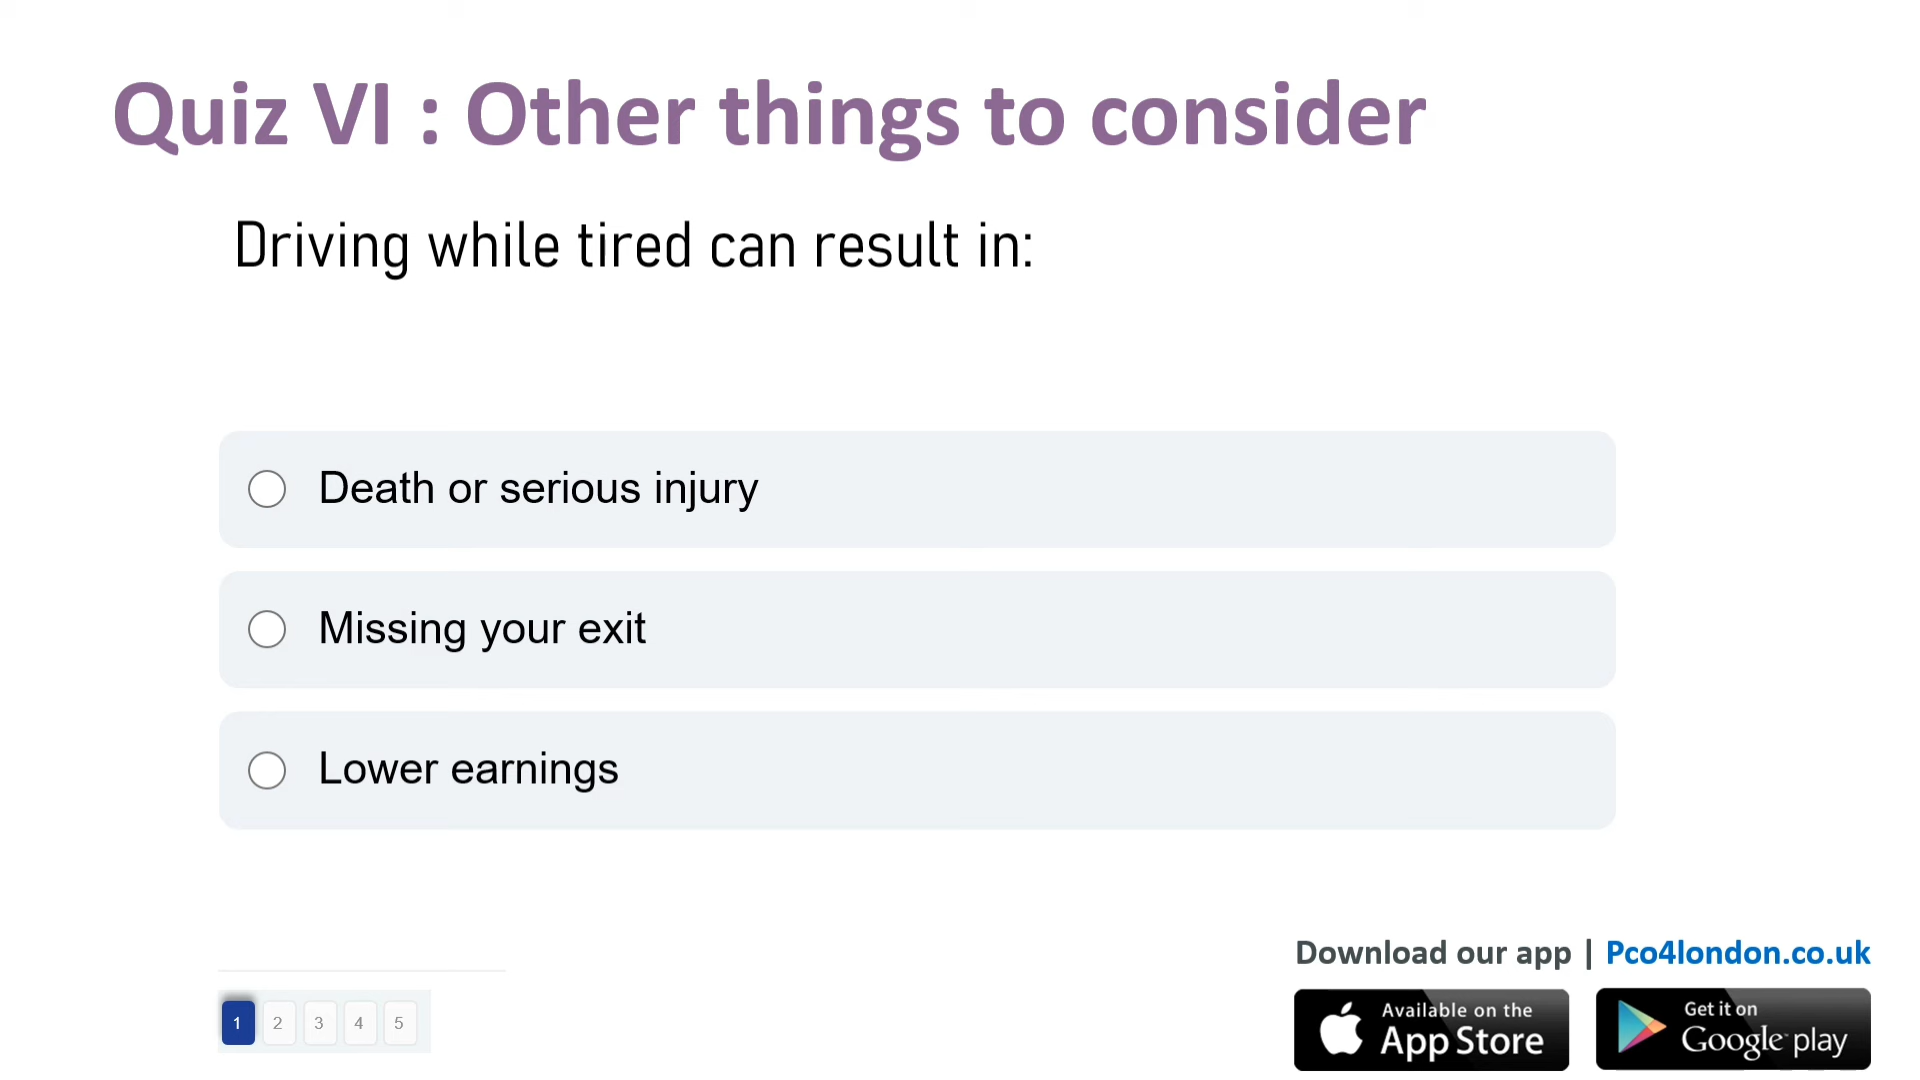 Quiz VI : Other things to consider
Driving while tired can result in:
Death or serious injury
Missing your exit
Lower earnings
Download our app | Pco4london.co.uk
1 2 3 4 5
Available on the
App Store
Get it on
Google play